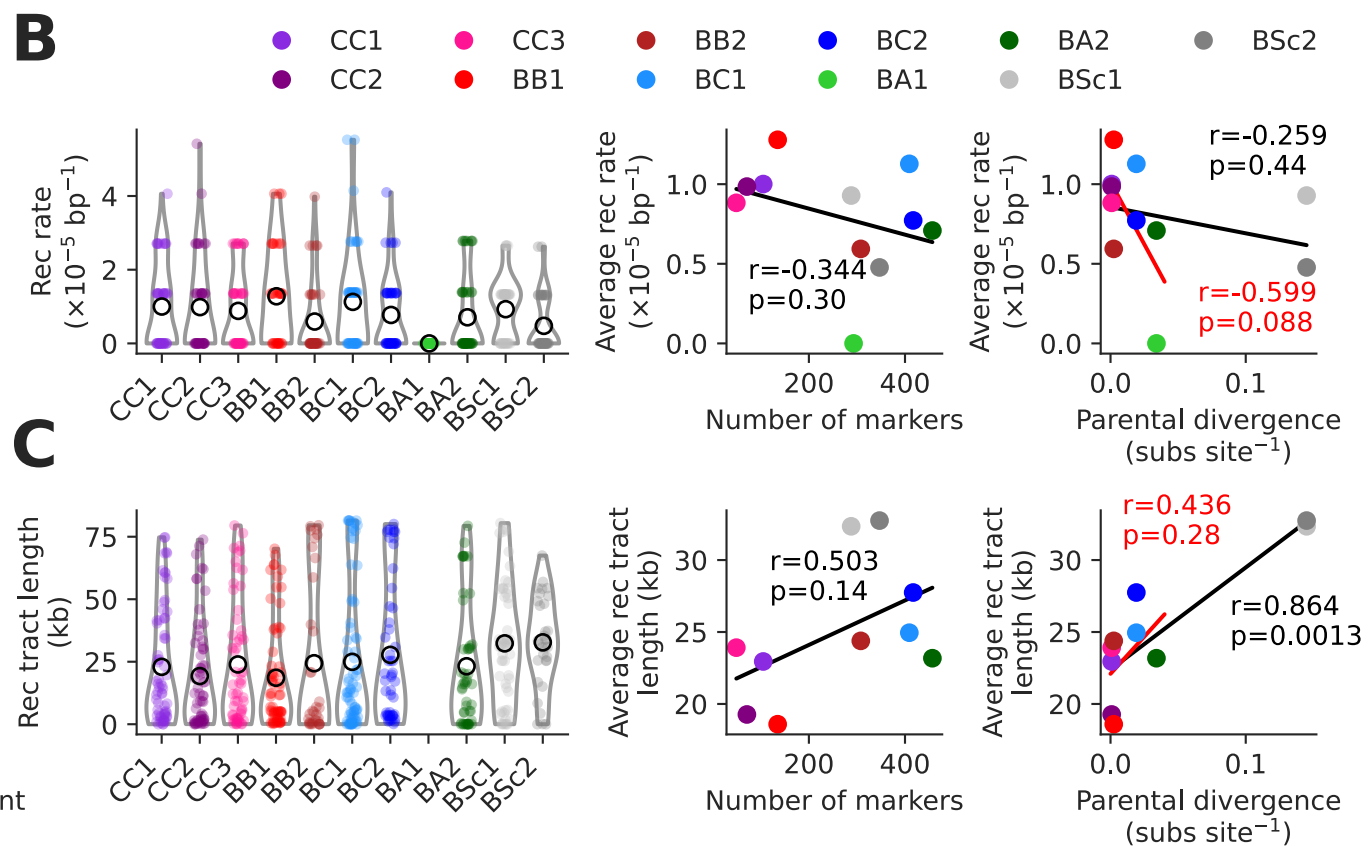 B
CC1 CC3 BB2 BC2 BA2 BSc2
CC2 BB1 BC1 BA1 BSc1
Rec rate
(×10⁻⁵ bp⁻¹)
4
2
0
CC1 CC2 CC3 BB1 BB2 BC1 BC2 BA1 BA2 BSc1 BSc2
Average rec rate
(×10⁻⁵ bp⁻¹)
1.0
0.5
0.0
r=-0.344
p=0.30
200 400
Number of markers
Average rec rate
(×10⁻⁵ bp⁻¹)
1.0
0.5
0.0
r=-0.259
p=0.44
r=-0.599
p=0.088
0.0 0.1
Parental divergence
(subs site⁻¹)
C
Rec tract length
(kb)
75
50
25
0
CC1 CC2 CC3 BB1 BB2 BC1 BC2 BA1 BA2 BSc1 BSc2
nt
Average rec tract
length (kb)
30
25
20
r=0.503
p=0.14
200 400
Number of markers
Average rec tract
length (kb)
30
25
20
r=0.436
p=0.28
r=0.864
p=0.0013
0.0 0.1
Parental divergence
(subs site⁻¹)